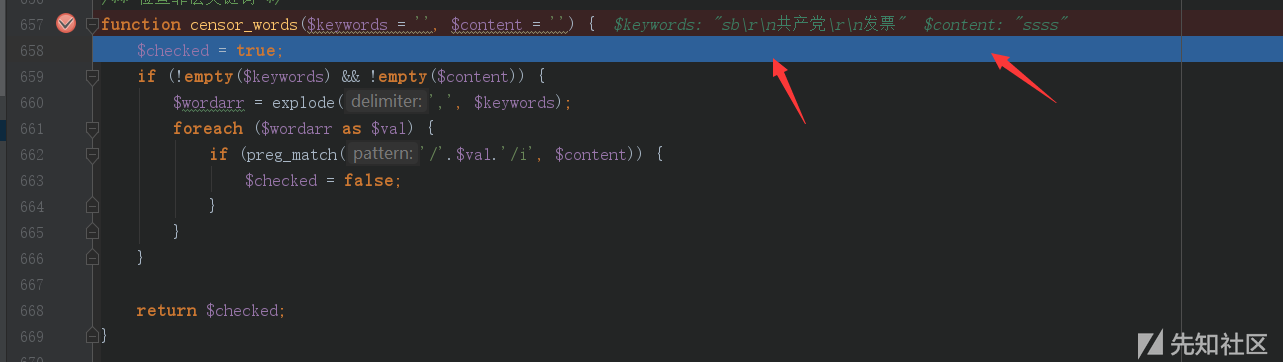 657 function censor_words($keywords = '', $content = '') { $keywords: "sb\r\n共产党\r\n发票" $content: "ssss"
658 $checked = true;
659 if (!empty($keywords) && !empty($content)) {
660 $wordarr = explode( delimiter: ',', $keywords);
661 foreach ($wordarr as $val) {
662 if (preg_match( pattern: '/'.$val.'/i', $content)) {
663 $checked = false;
664 }
665 }
666 }
667
668 return $checked;
669 }
先知社区